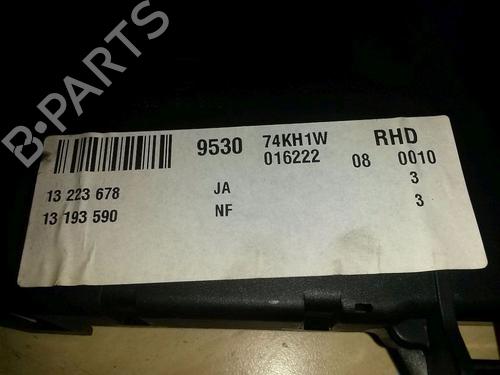 B-PARTS
9530 74KH1W RHD
016222 08 0010
13 223 678 JA 3
13 193 590 NF 3